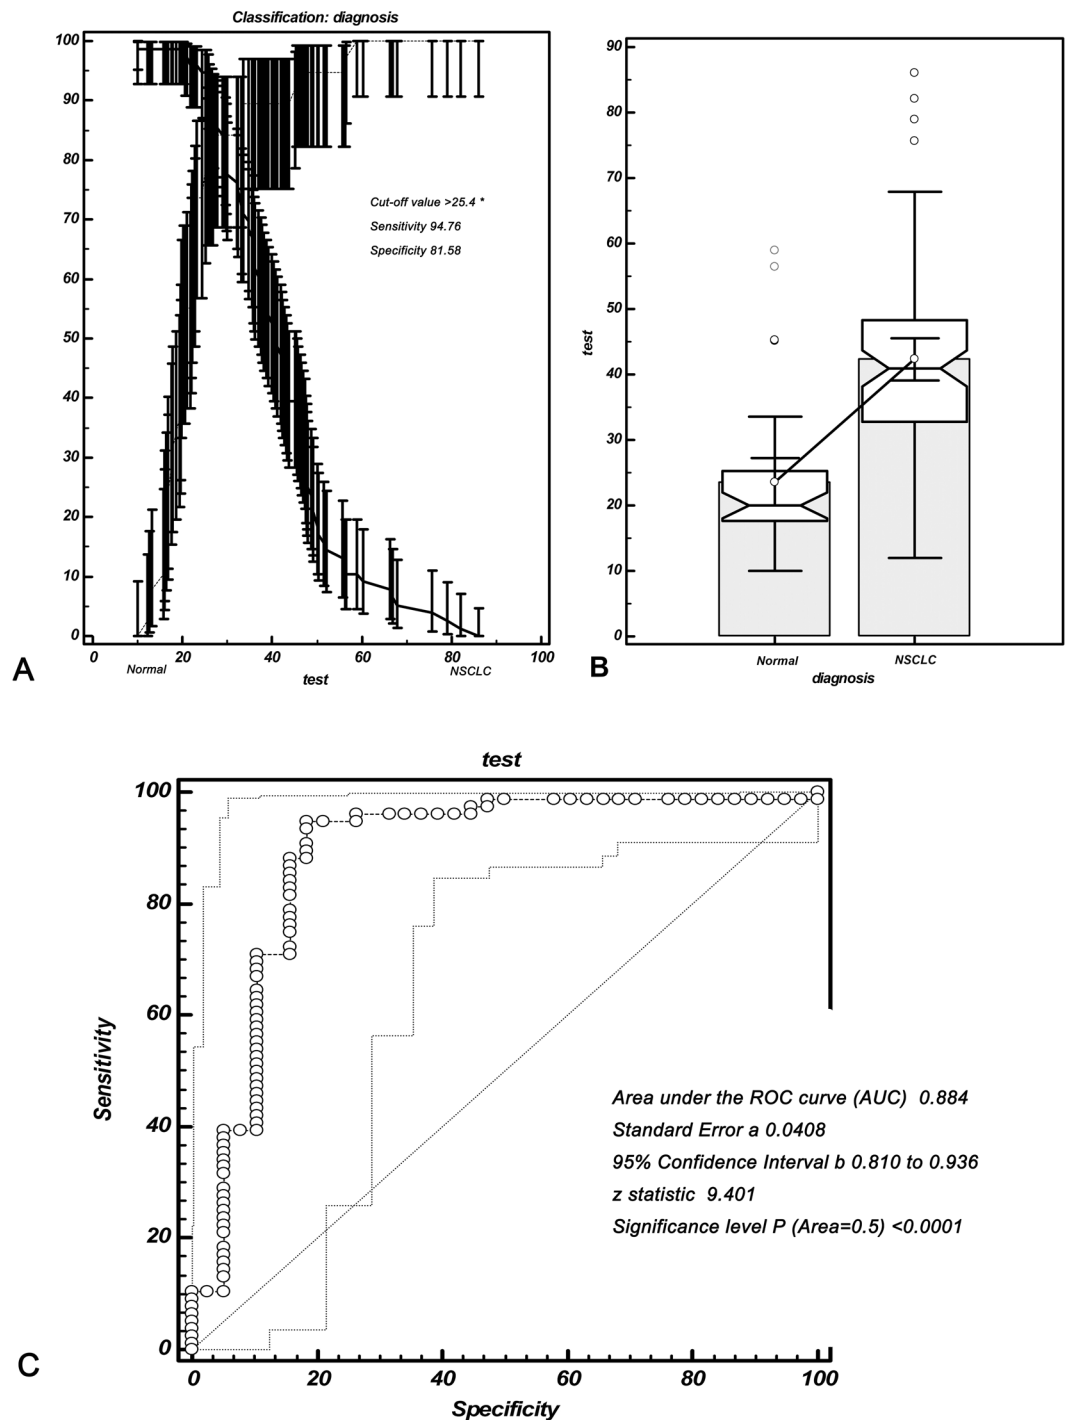 Classification: diagnosis
100
90
80
70
60
50
40
30
20
10
0
Cut-off value >25.4 *
Sensitivity 94.76
Specificity 81.58
0 20 40 60 80 100
Normal NSCLC
test
A
90
80
70
60
50
40
30
20
10
0
test
Normal NSCLC
diagnosis
B
test
100
80
60
40
20
0
Sensitivity
Area under the ROC curve (AUC) 0.884
Standard Error a 0.0408
95% Confidence Interval b 0.810 to 0.936
z statistic 9.401
Significance level P (Area=0.5) <0.0001
0 20 40 60 80 100
Specificity
C